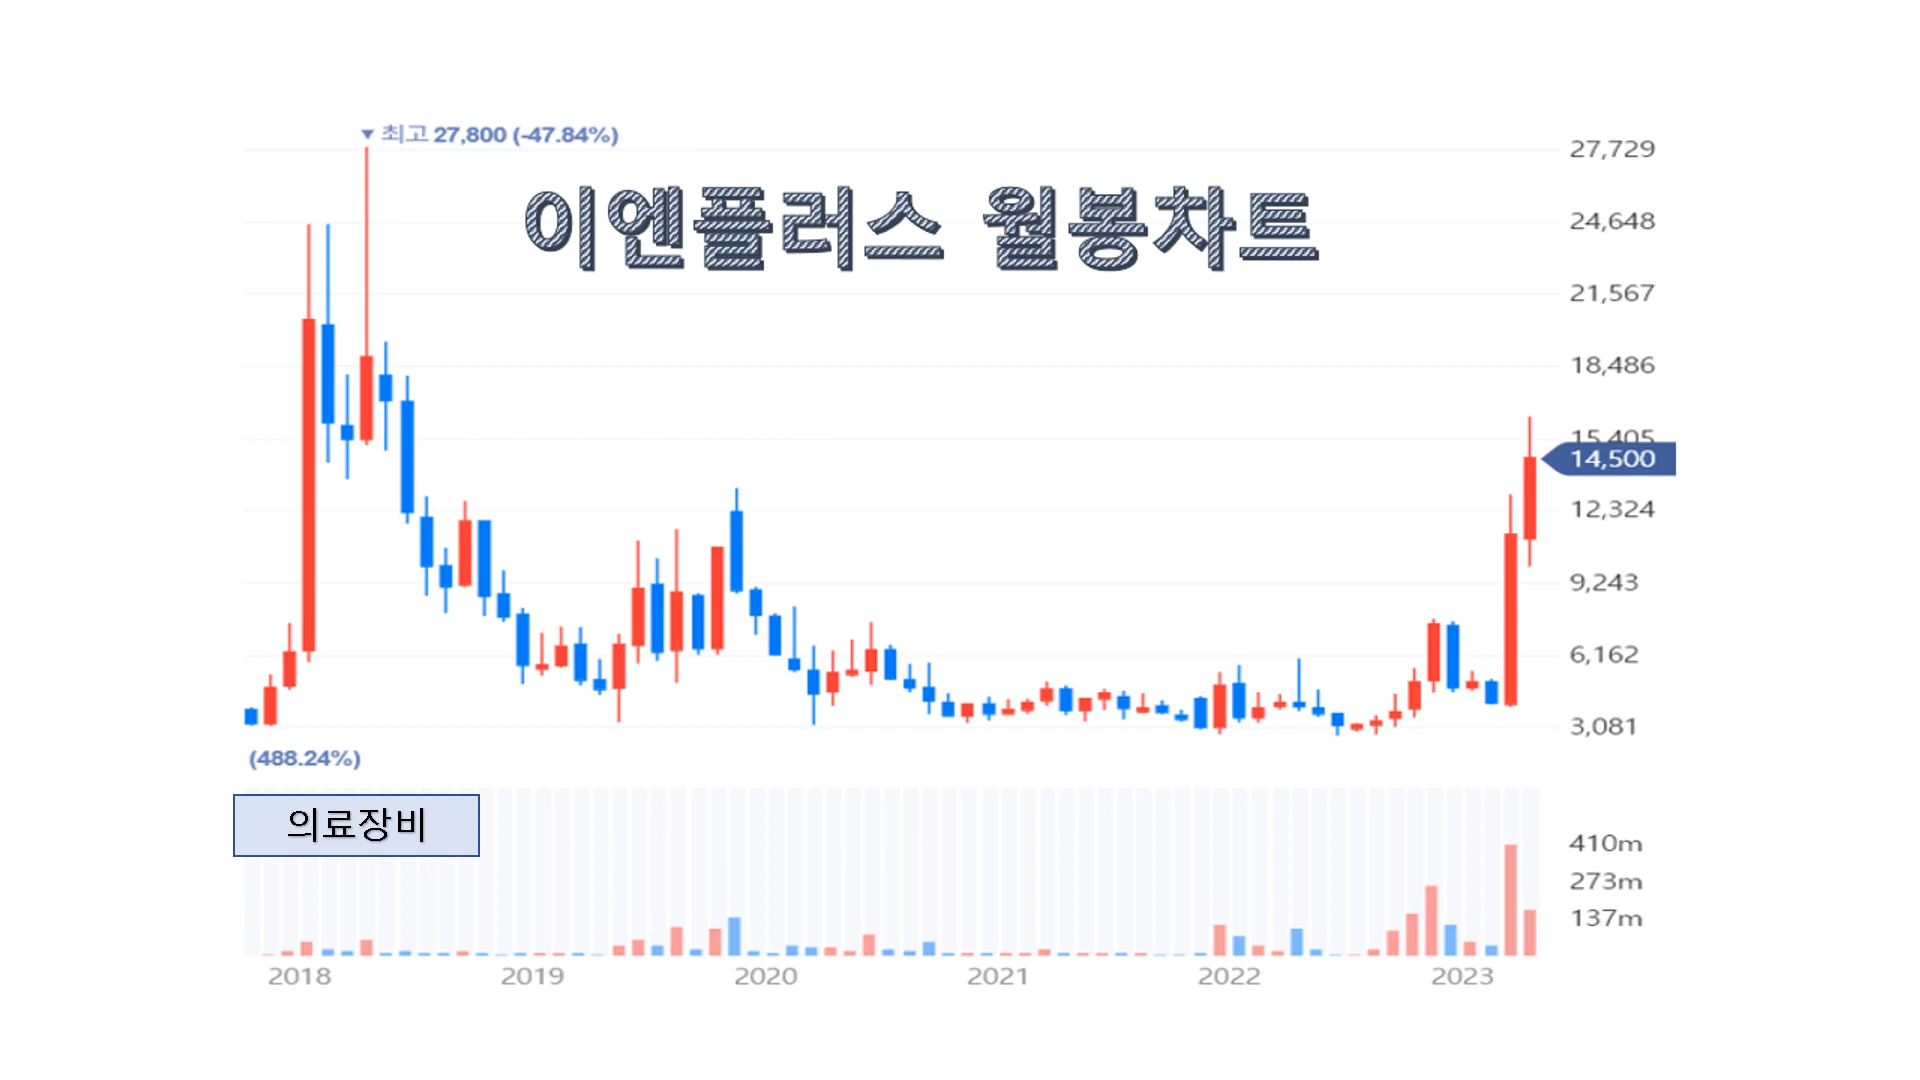 ▼ 최고 27,800 (-47.84%)
이엔플러스 월봉차트
27,729
24,648
21,567
18,486
15,405
14,500
12,324
9,243
6,162
3,081
(488.24%)
의료장비
410m
273m
137m
2018 2019 2020 2021 2022 2023